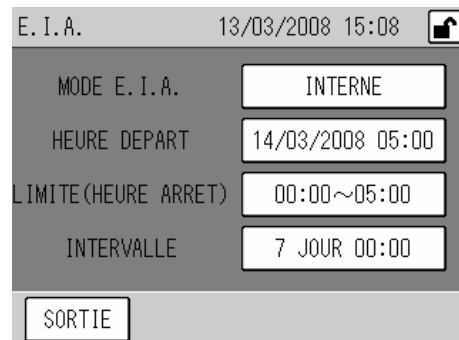 E.I.A. 13/03/2008 15:08
MODE E.I.A. INTERNE
HEURE DEPART 14/03/2008 05:00
LIMITE(HEURE ARRET) 00:00~05:00
INTERVALLE 7 JOUR 00:00
SORTIE